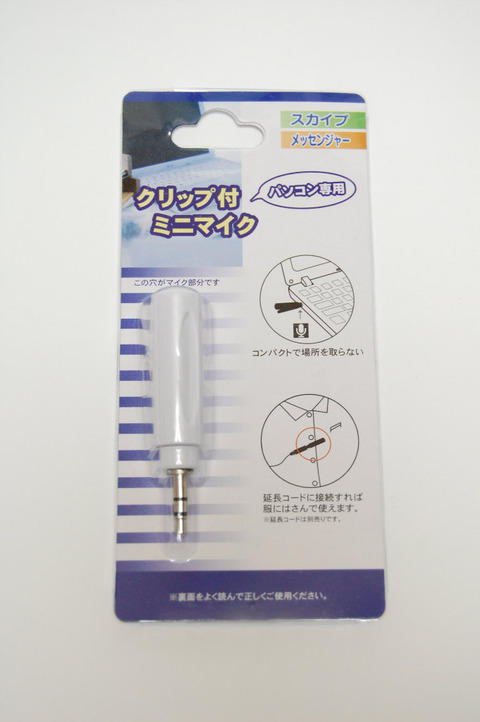 スカイプ
メッセンジャー
クリップ付
ミニマイク
パソコン専用
この穴がマイク部分です
コンパクトで場所を取らない
延長コードに接続すれば
服にはさんで使えます。
※延長コードは別売りです。
※裏面をよく読んで正しくご使用ください。